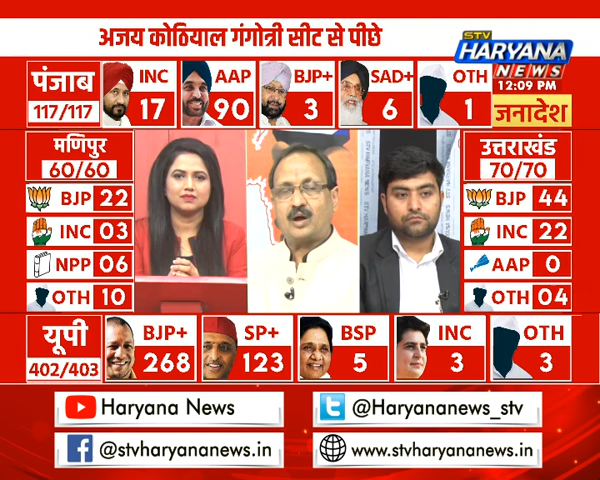 अजय कोठियाल गंगोत्री सीट से पीछे
STV
HARYANA
NEWS
12:09 PM
जनादेश
पंजाब
117/117
INC
17
AAP
90
BJP+
3
SAD+
6
OTH
1
मणिपुर
60/60
BJP 22
INC 03
NPP 06
OTH 10
उत्तराखंड
70/70
BJP 44
INC 22
AAP 0
OTH 04
यूपी
402/403
BJP+
268
SP+
123
BSP
5
INC
3
OTH
3
Haryana News
@Haryananews_stv
@stvharyananews.in
www.stvharyananews.in